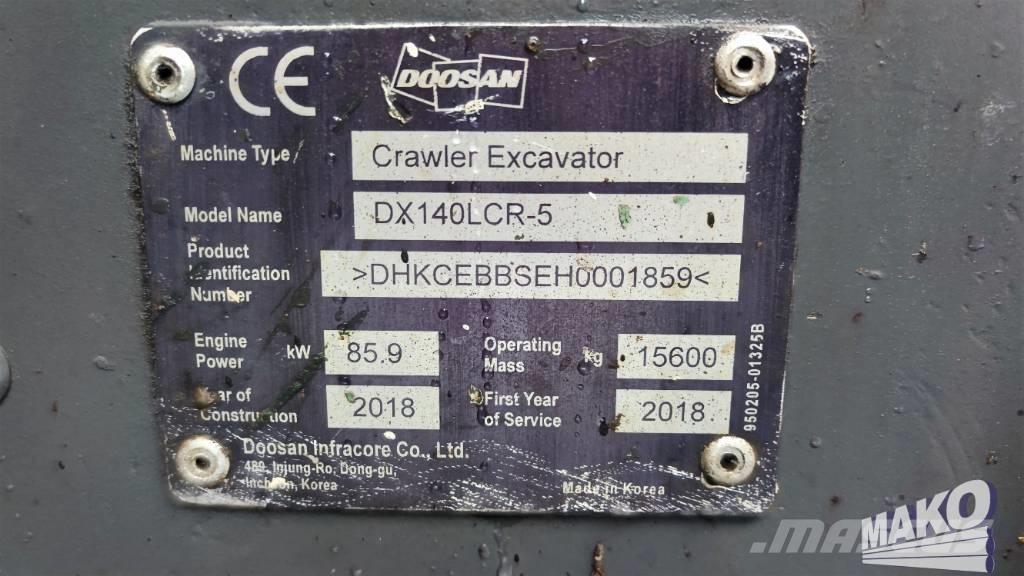 CE
DOOSAN
Machine Type
Crawler Excavator
Model Name
DX140LCR-5
Product
Identification
Number
>DHKCEBBSEH0001859<
Engine
Power
kW
85.9
Operating
Mass
kg
15600
Year of
Construction
2018
First Year
of Service
2018
950205-01325B
Doosan Infracore Co., Ltd.
489, Injung-Ro, Dong-gu,
Incheon, Korea
Made in Korea
MAKO